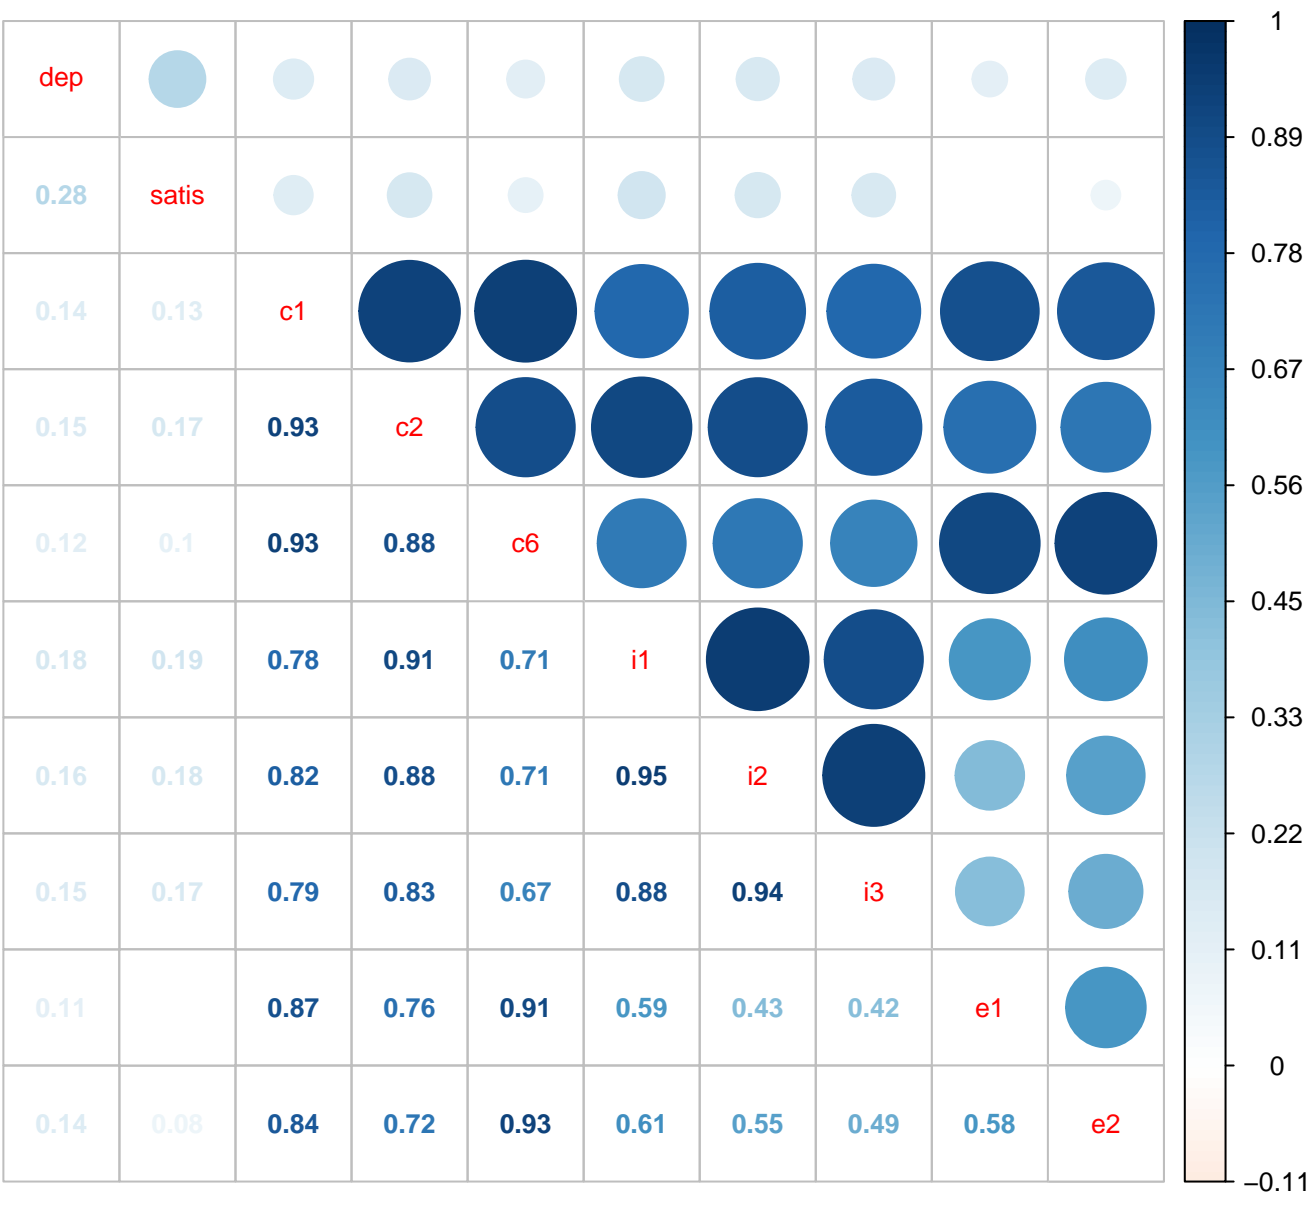 1
dep
0.89
0.28 satis
0.78
0.14 0.13 c1
0.67
0.15 0.17 0.93 c2
0.56
0.12 0.1 0.93 0.88 c6
0.45
0.18 0.19 0.78 0.91 0.71 i1
0.33
0.16 0.18 0.82 0.88 0.71 0.95 i2
0.22
0.15 0.17 0.79 0.83 0.67 0.88 0.94 i3
0.11
0.11 0.87 0.76 0.91 0.59 0.43 0.42 e1
0
0.14 0.08 0.84 0.72 0.93 0.61 0.55 0.49 0.58 e2
−0.11